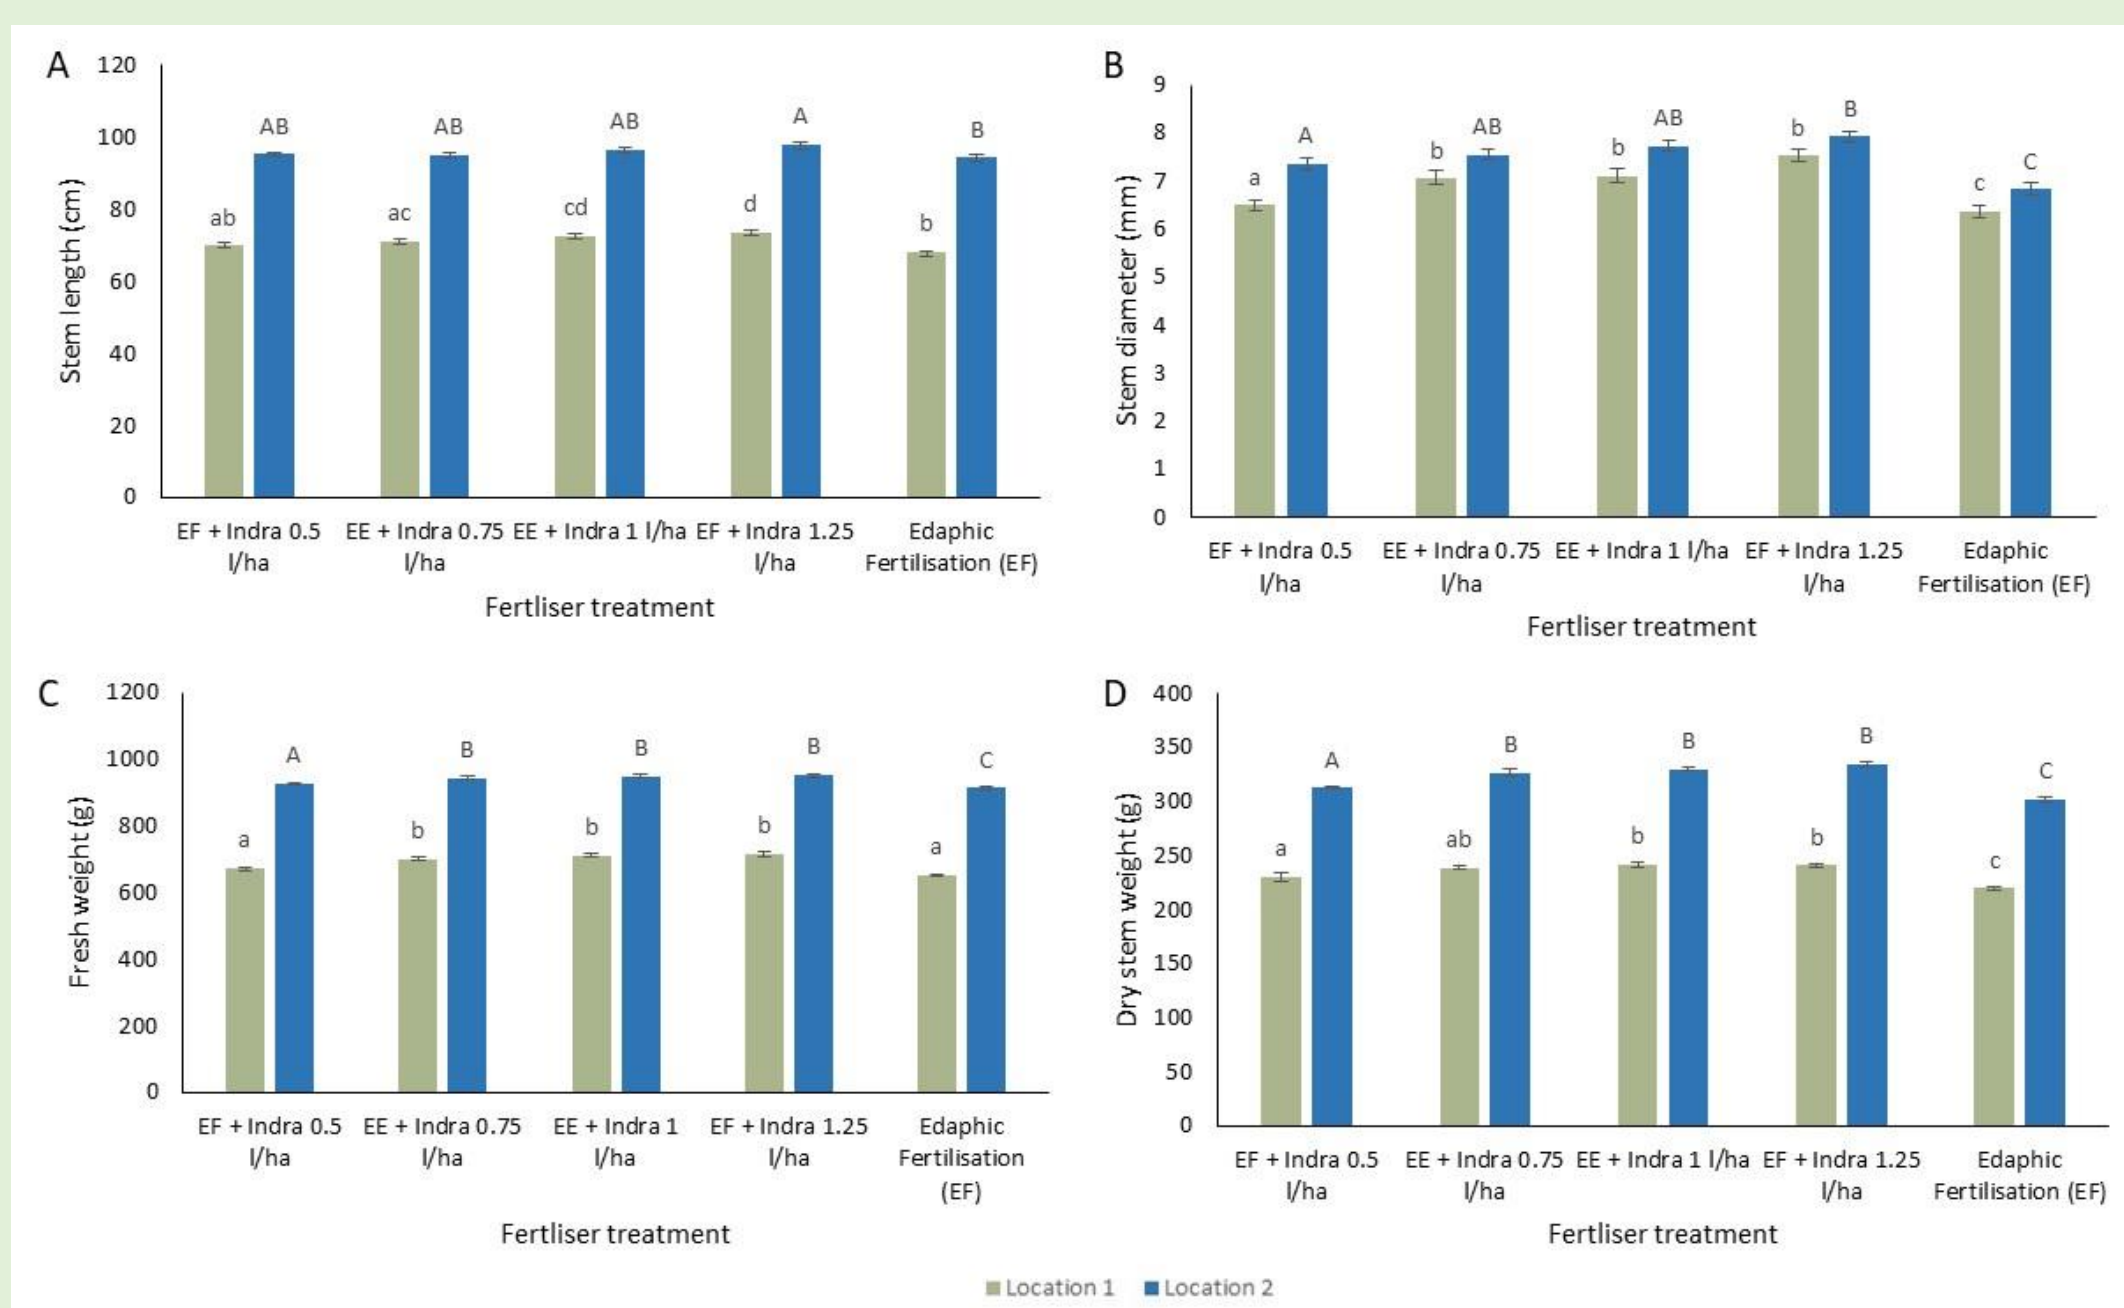 A
120
100
80
60
40
20
0
Stem length (cm)
AB
AB
AB
A
B
ab
ac
cd
d
b
EF + Indra 0.5 l/ha
EE + Indra 0.75 l/ha
EE + Indra 1 l/ha
EF + Indra 1.25 l/ha
Edaphic Fertilisation (EF)
Fertliser treatment
B
9
8
7
6
5
4
3
2
1
0
Stem diameter (mm)
a
A
b
AB
b
AB
b
B
c
C
EF + Indra 0.5 l/ha
EE + Indra 0.75 l/ha
EE + Indra 1 l/ha
EF + Indra 1.25 l/ha
Edaphic Fertilisation (EF)
Fertliser treatment
C
1200
1000
800
600
400
200
0
Fresh weight (g)
a
A
b
B
b
B
b
B
a
C
EF + Indra 0.5 l/ha
EE + Indra 0.75 l/ha
EE + Indra 1 l/ha
EF + Indra 1.25 l/ha
Edaphic Fertilisation (EF)
Fertliser treatment
D
400
350
300
250
200
150
100
50
0
Dry stem weight (g)
a
A
ab
B
b
B
b
B
c
C
EF + Indra 0.5 l/ha
EE + Indra 0.75 l/ha
EE + Indra 1 l/ha
EF + Indra 1.25 l/ha
Edaphic Fertilisation (EF)
Fertliser treatment
Location 1
Location 2